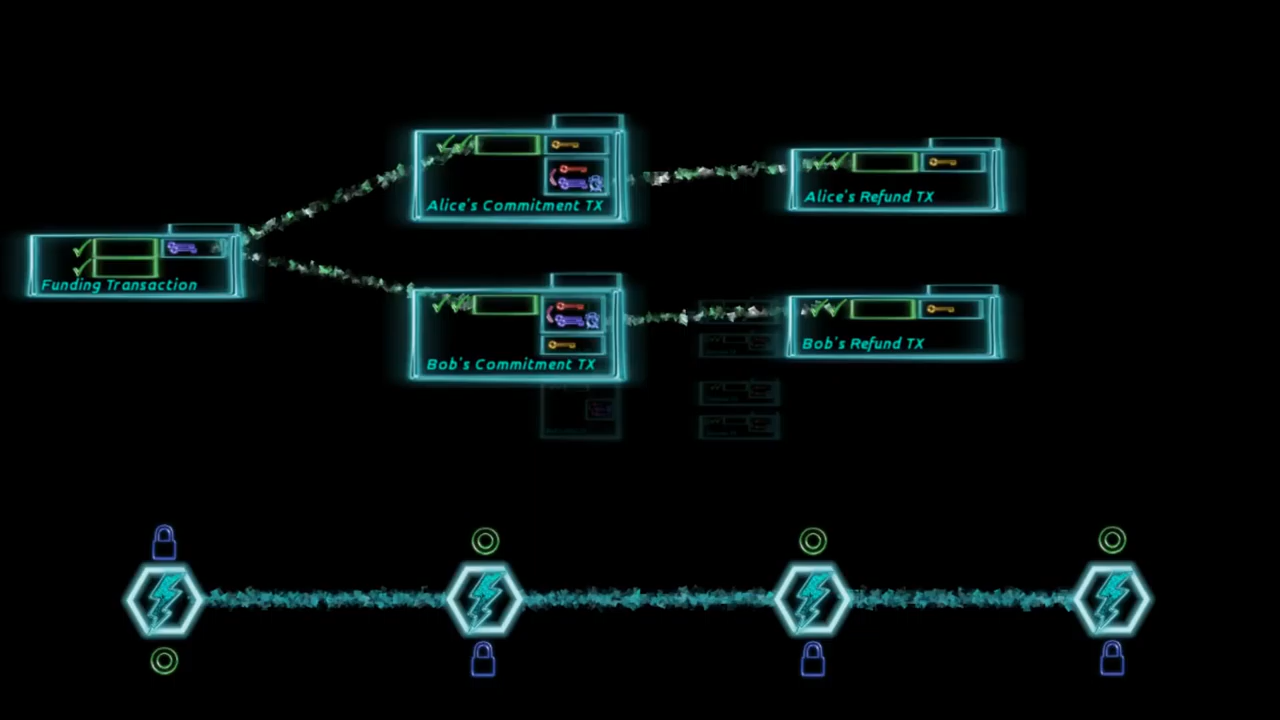 Alice's Commitment TX
Alice's Refund TX
Funding Transaction
Bob's Commitment TX
Bob's Refund TX